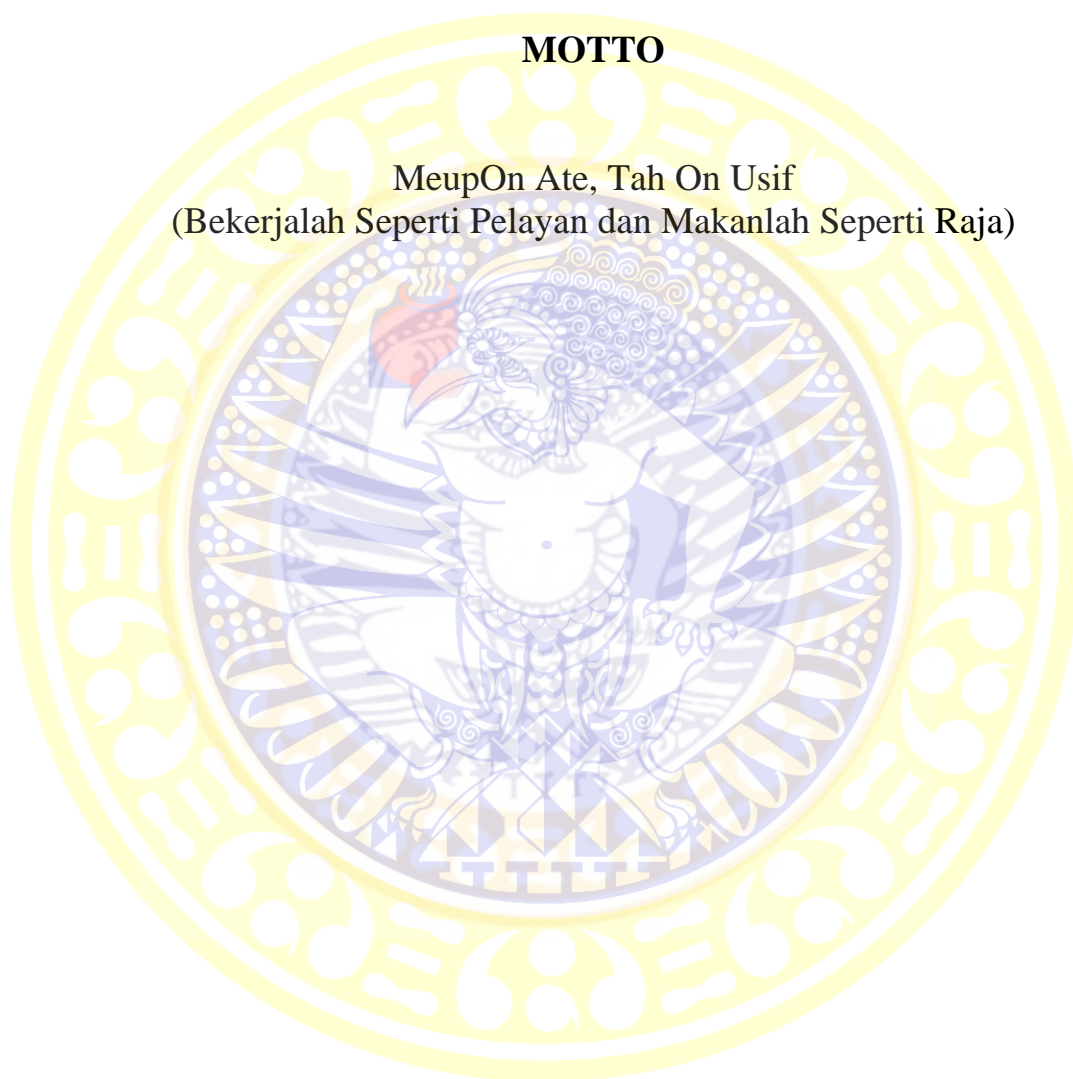 MOTTO
MeupOn Ate, Tah On Usif
(Bekerjalah Seperti Pelayan dan Makanlah Seperti Raja)